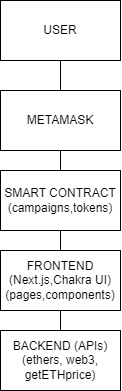 USER
METAMASK
SMART CONTRACT
(campaigns,tokens)
FRONTEND
(Next.js,Chakra UI)
(pages,components)
BACKEND (APIs)
(ethers, web3,
getETHprice)